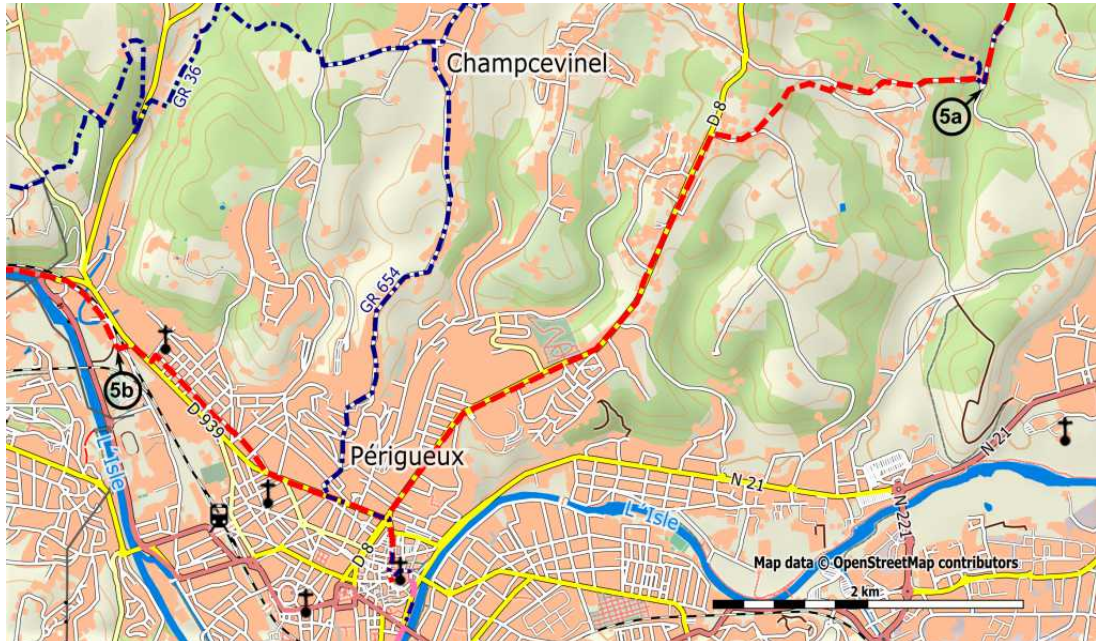 GR 36
Champcevinel
D 8
5a
GR 654
5b
D 939
L'Isle
Périgueux
N 21
N 21
L'Isle
N 221
D 8
Map data © OpenStreetMap contributors
2 km